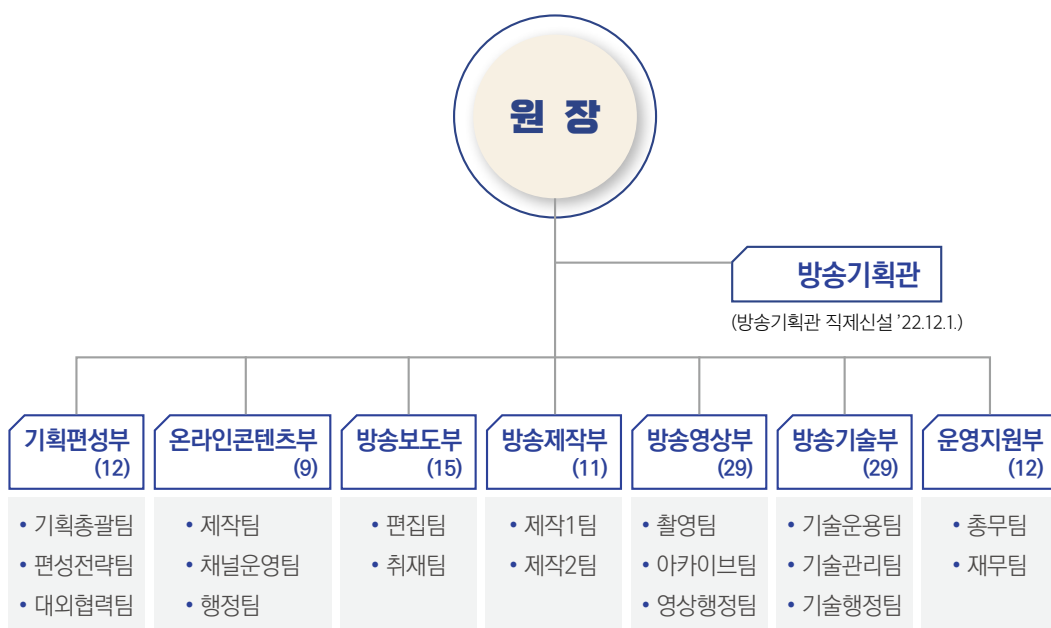 원 장
방송기획관
(방송기획관 직제신설 ’22.12.1.)
기획편성부
(12)
• 기획총괄팀
• 편성전략팀
• 대외협력팀
온라인콘텐츠부
(9)
• 제작팀
• 채널운영팀
• 행정팀
방송보도부
(15)
• 편집팀
• 취재팀
방송제작부
(11)
• 제작1팀
• 제작2팀
방송영상부
(29)
• 촬영팀
• 아카이브팀
• 영상행정팀
방송기술부
(29)
• 기술운용팀
• 기술관리팀
• 기술행정팀
운영지원부
(12)
• 총무팀
• 재무팀